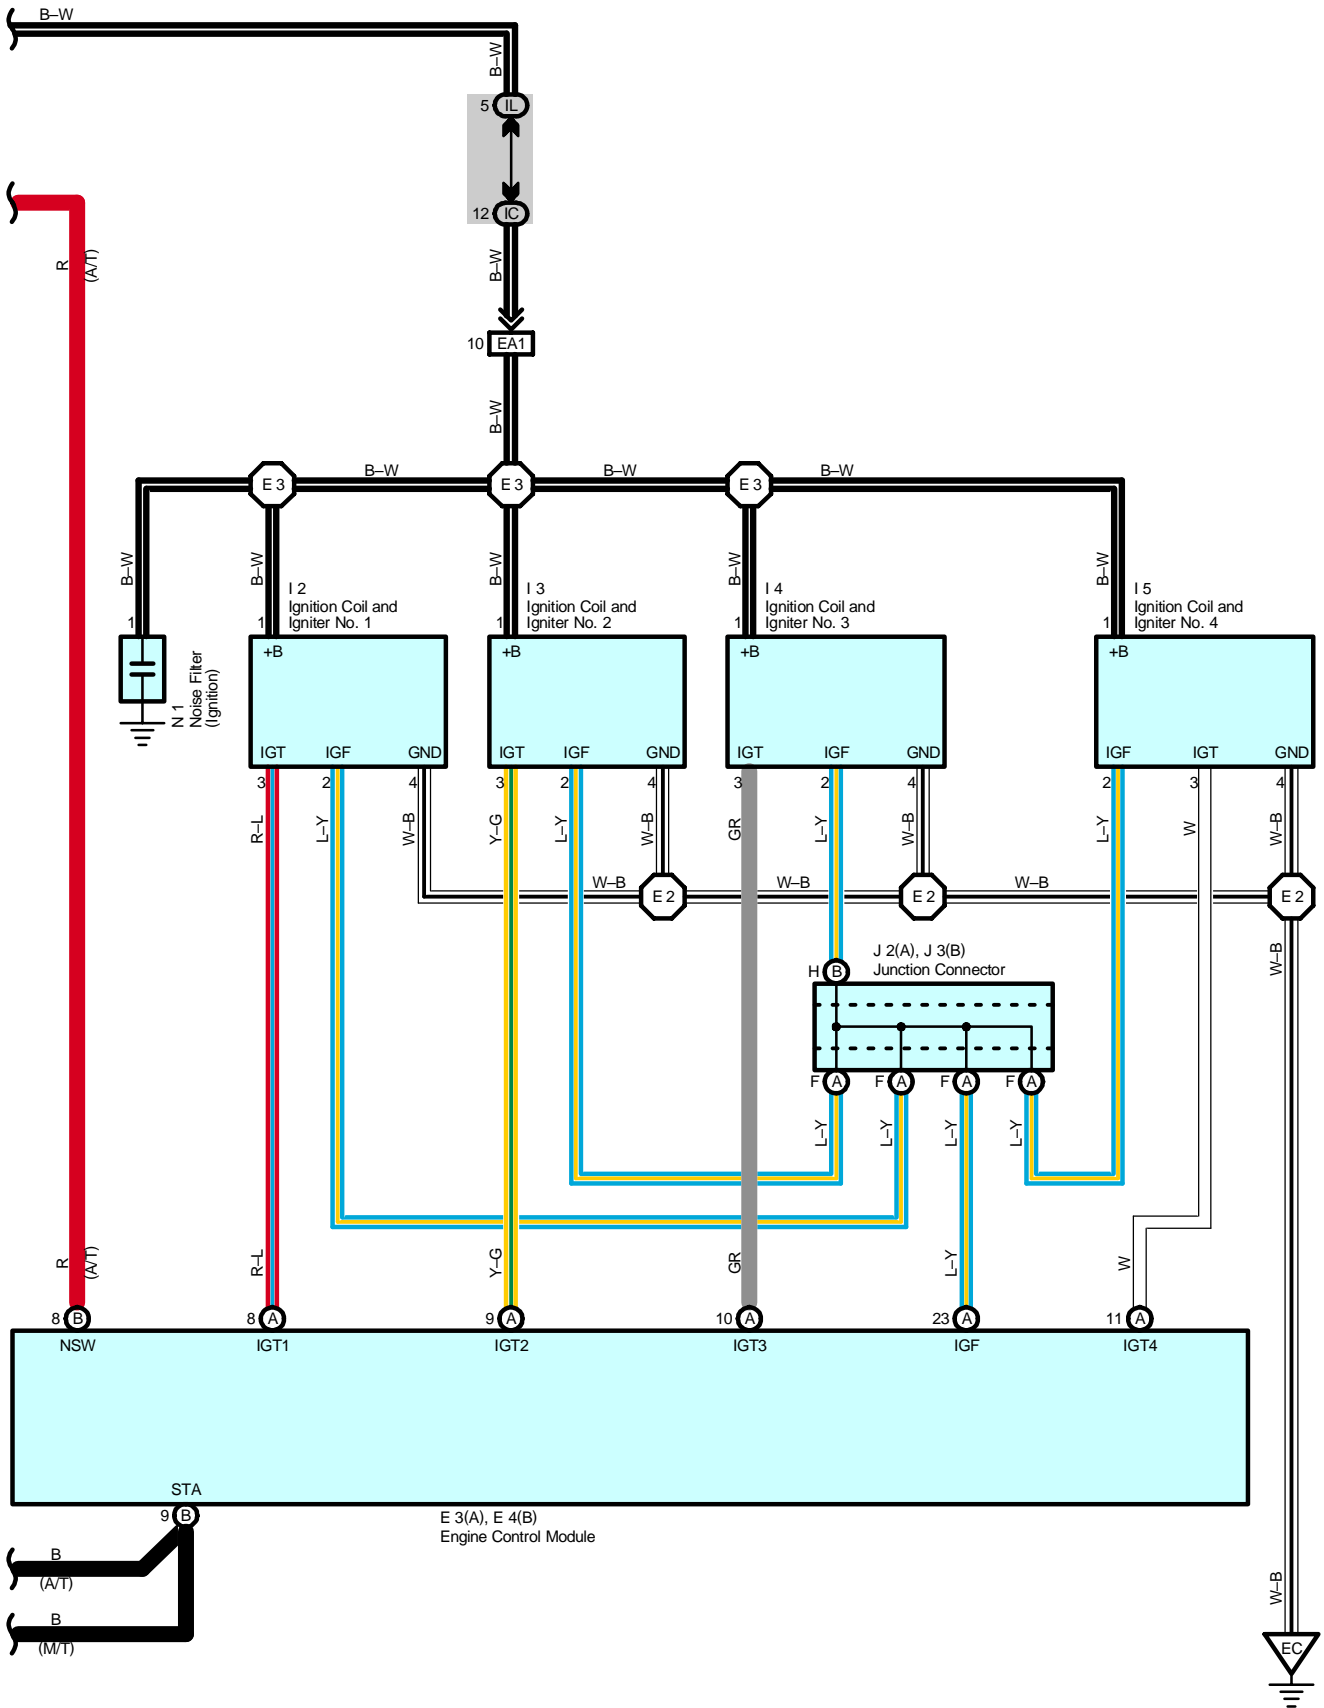 B–W
B–W
5 IL
12 IC
R
(A/T)
B–W
10 EA1
B–W
B–W
B–W
B–W
E 3
E 3
E 3
B–W
B–W
B–W
B–W
B–W
I 2
Ignition Coil and
Igniter No. 1
I 3
Ignition Coil and
Igniter No. 2
I 4
Ignition Coil and
Igniter No. 3
I 5
Ignition Coil and
Igniter No. 4
1
1
1
1
1
+B
+B
+B
+B
N 1
Noise Filter
(Ignition)
IGT IGF GND
IGT IGF GND
IGT IGF GND
IGF IGT GND
3 2 4
3 2 4
3 2 4
2 3 4
R–L
L–Y
W–B
Y–G
L–Y
W–B
GR
L–Y
W–B
L–Y
W
W–B
W–B
W–B
W–B
E 2
E 2
E 2
J 2(A), J 3(B)
Junction Connector
H B
W–B
F A
F A
F A
F A
L–Y
L–Y
L–Y
L–Y
R
(A/T)
R–L
Y–G
GR
L–Y
W
8 B
8 A
9 A
10 A
23 A
11 A
NSW
IGT1
IGT2
IGT3
IGF
IGT4
STA
9 B
E 3(A), E 4(B)
Engine Control Module
B
(A/T)
B
(M/T)
W–B
EC